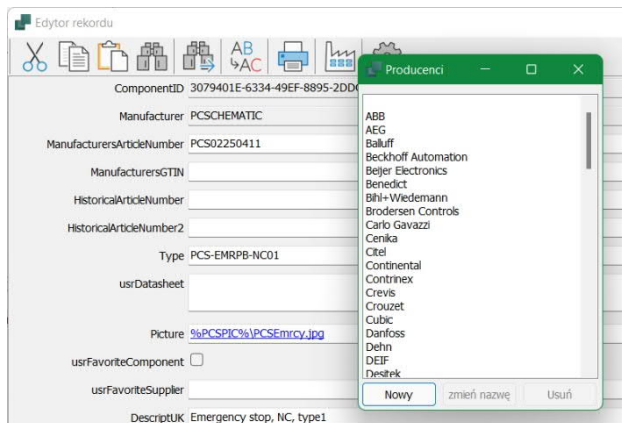 Edytor rekordu
AB
AC
ComponentID 3079401E-6334-49EF-8895-2DD
Manufacturer PCSCHEMATIC
ManufacturersArticleNumber PCS02250411
ManufacturersGTIN
HistoricalArticleNumber
HistoricalArticleNumber2
Type PCS-EMRPB-NC01
usrDatasheet
Picture %PCSPIC%\PCSEmrcy.jpg
usrFavoriteComponent
usrFavoriteSupplier
DescriptUK Emergency stop, NC, type1
Producenci
ABB
AEG
Balluff
Beckhoff Automation
Beijer Electronics
Benedict
Bihl+Wiedemann
Brodersen Controls
Carlo Gavazzi
Cenika
Citel
Continental
Contrinex
Crevis
Crouzet
Cubic
Danfoss
Dehn
DEIF
Desitek
Nowy zmień nazwę Usuń